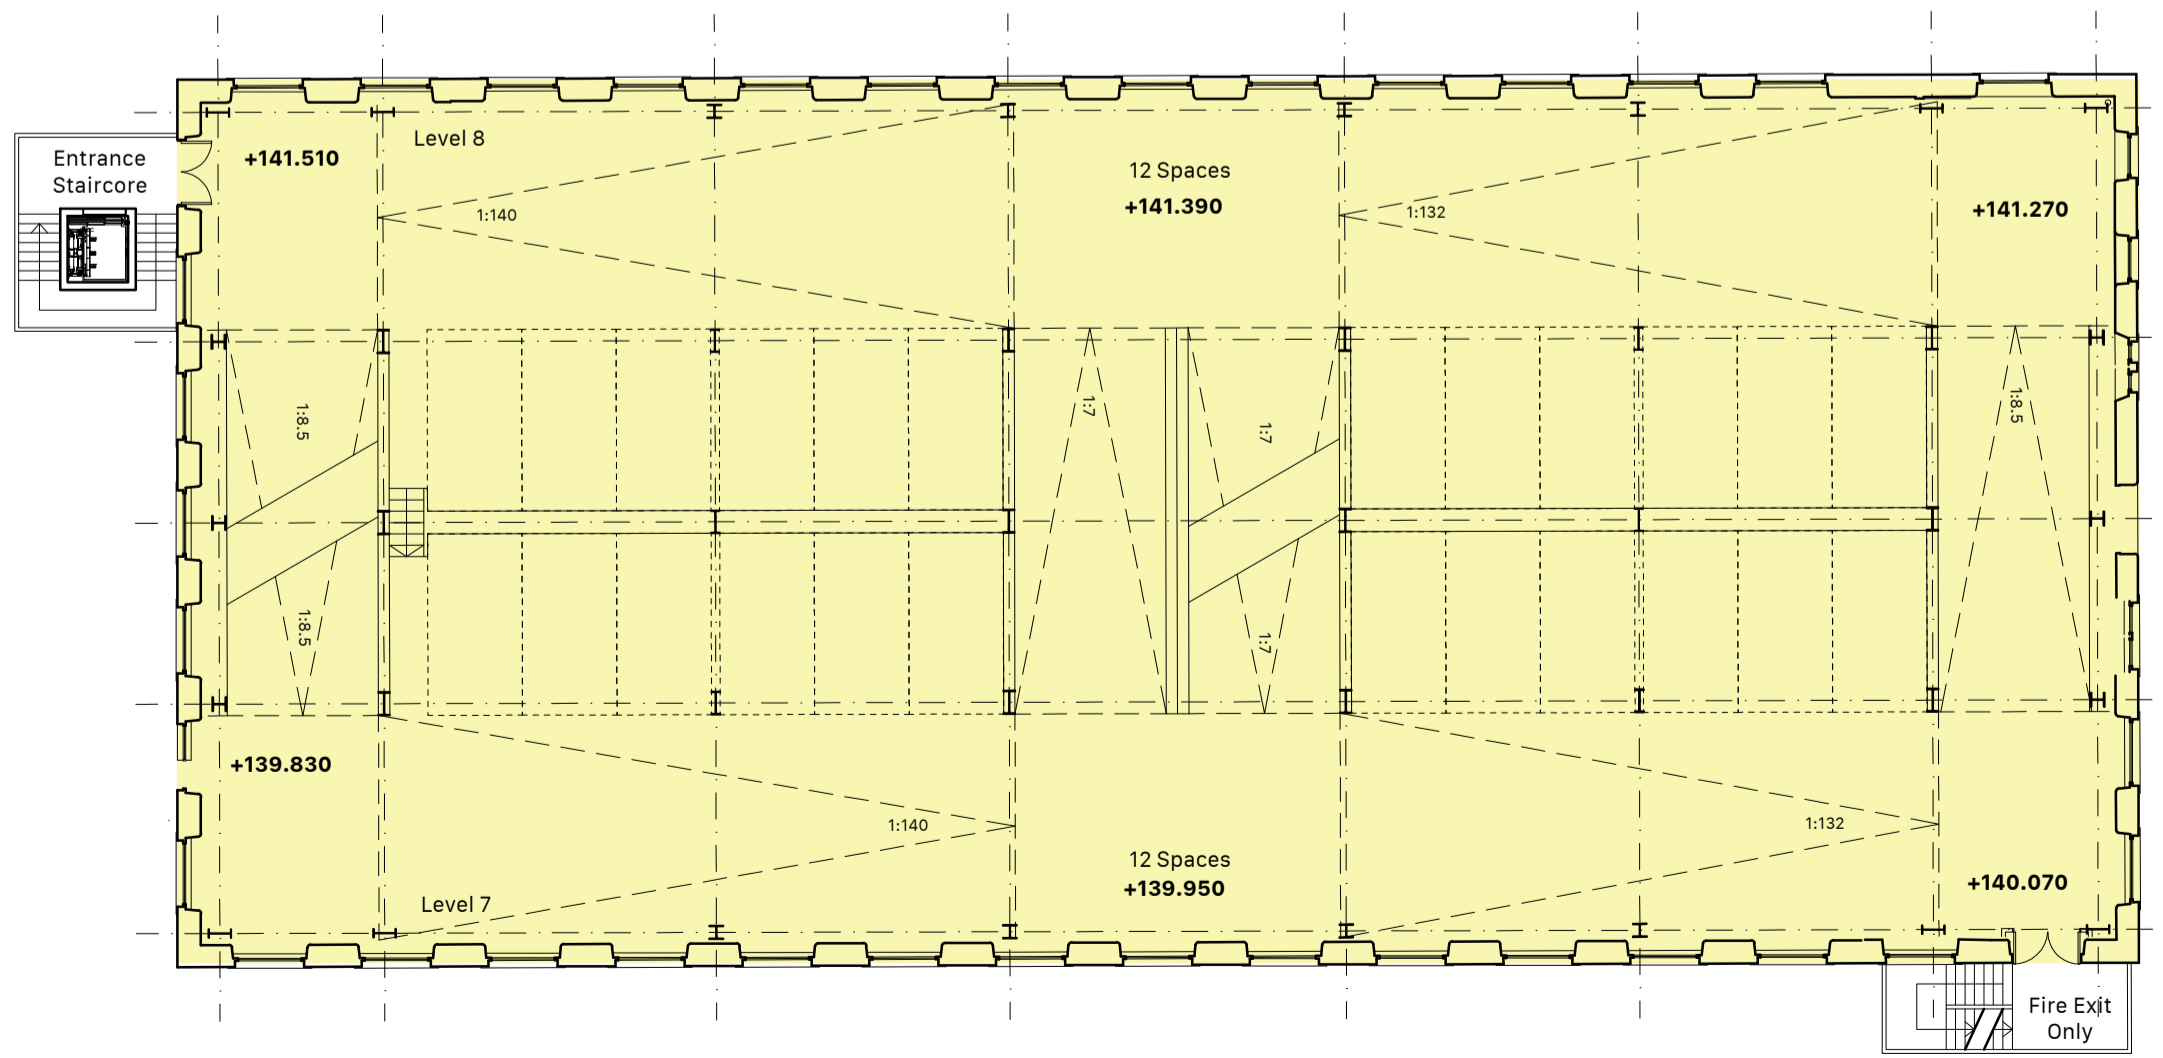 Level 8
Entrance
Staircore
+141.510
12 Spaces
+141.390
+141.270
1:140
1:132
1:8.5
1:7
1:7
1:8.5
1:8.5
1:7
+139.830
1:140
1:132
12 Spaces
+139.950
+140.070
Level 7
Fire Exit
Only